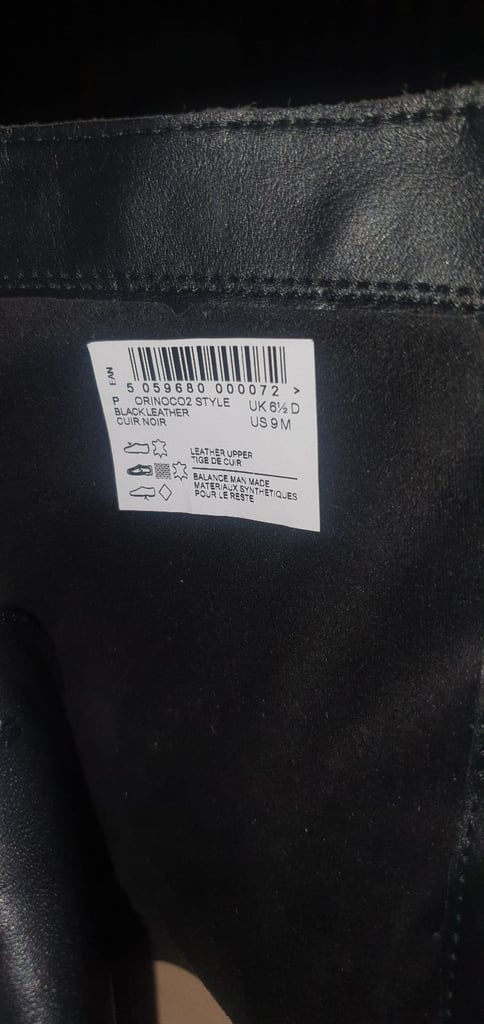 EAN
5 059680 000072 >
P ORINOCO2 STYLE UK 6½ D
BLACK LEATHER US 9 M
CUIR NOIR
LEATHER UPPER
TIGE DE CUIR
BALANCE MAN MADE
MATERIAUX SYNTHETIQUES
POUR LE RESTE